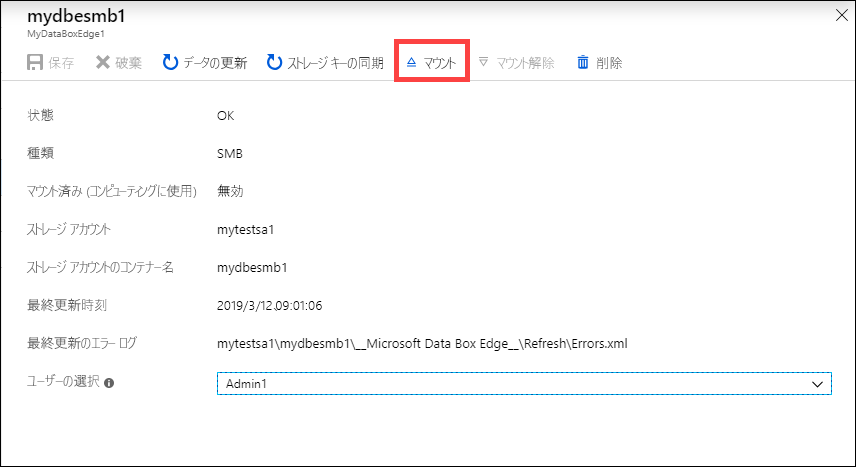 mydbesmb1
MyDataBoxEdge1
保存 破棄 データの更新 ストレージ キーの同期 マウント マウント解除 削除
状態 OK
種類 SMB
マウント済み (コンピューティングに使用) 無効
ストレージ アカウント mytestsa1
ストレージ アカウントのコンテナー名 mydbesmb1
最終更新時刻 2019/3/12.09:01:06
最終更新のエラー ログ mytestsa1\mydbesmb1\__Microsoft Data Box Edge__\Refresh\Errors.xml
ユーザーの選択 Admin1